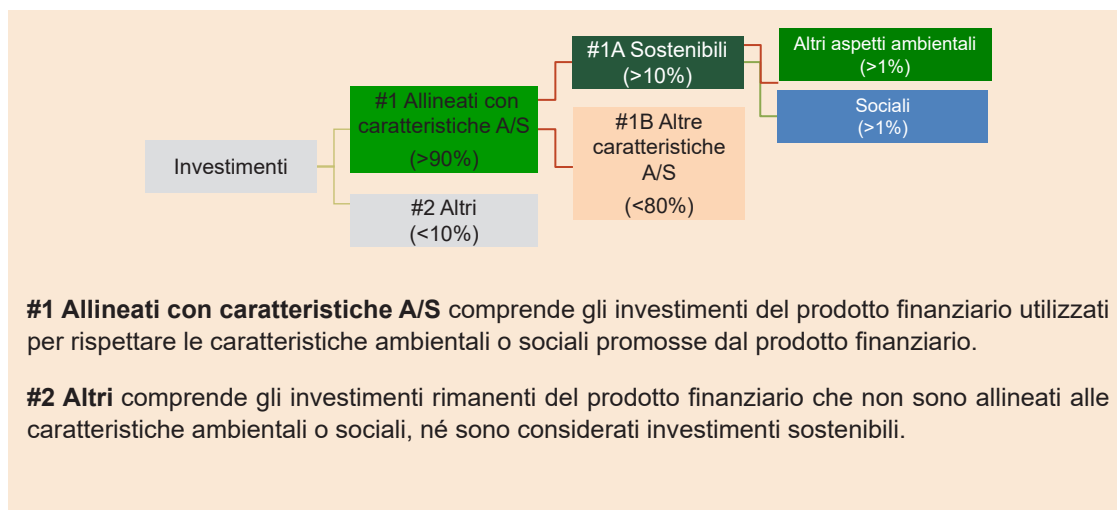 #1A Sostenibili
(>10%)
Altri aspetti ambientali
(>1%)
#1 Allineati con
caratteristiche A/S
(>90%)
Sociali
(>1%)
#1B Altre
caratteristiche
A/S
(<80%)
Investimenti
#2 Altri
(<10%)
#1 Allineati con caratteristiche A/S comprende gli investimenti del prodotto finanziario utilizzati
per rispettare le caratteristiche ambientali o sociali promosse dal prodotto finanziario.
#2 Altri comprende gli investimenti rimanenti del prodotto finanziario che non sono allineati alle
caratteristiche ambientali o sociali, né sono considerati investimenti sostenibili.